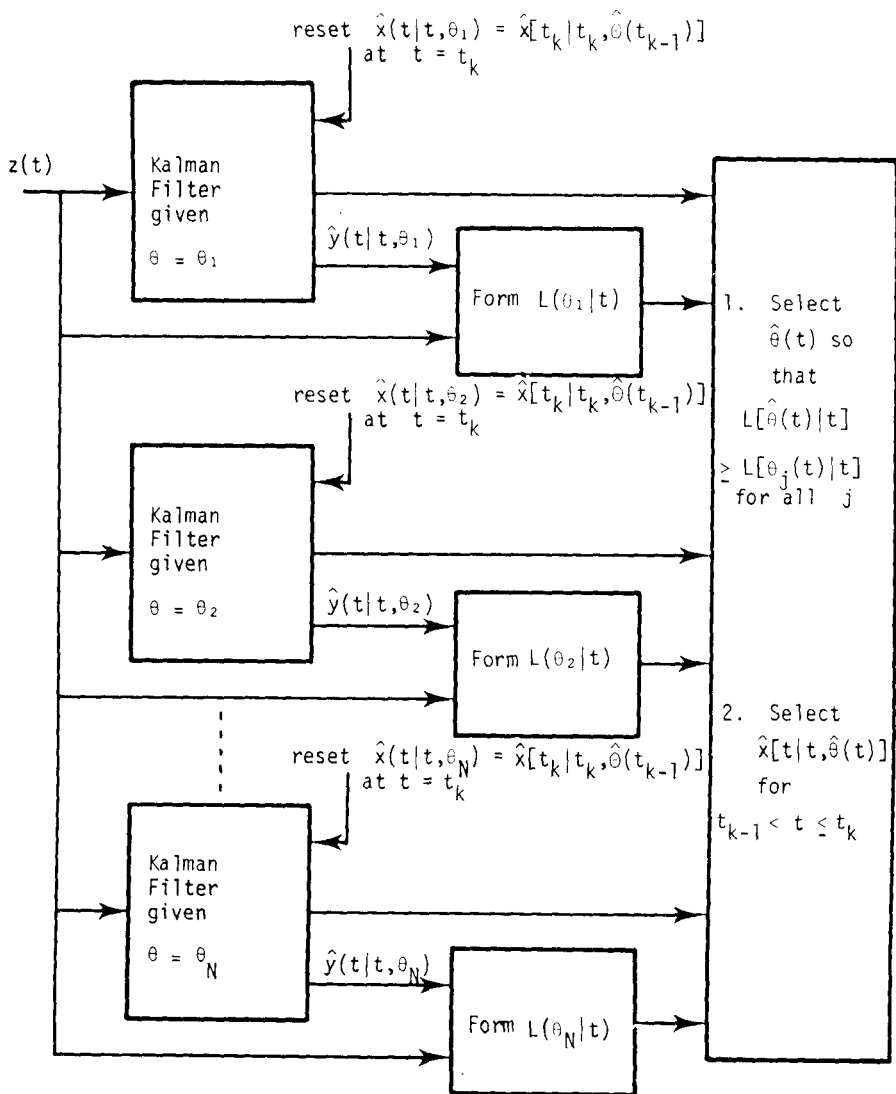 reset x̂(t|t,θ₁) = x̂[t_k|t_k,θ̂(t_{k-1})]
at t = t_k
z(t)
Kalman
Filter
given
θ = θ₁
ŷ(t|t,θ₁)
Form L(θ₁|t)
reset x̂(t|t,θ₂) = x̂[t_k|t_k,θ̂(t_{k-1})]
at t = t_k
Kalman
Filter
given
θ = θ₂
ŷ(t|t,θ₂)
Form L(θ₂|t)
reset x̂(t|t,θ_N) = x̂[t_k|t_k,θ̂(t_{k-1})]
at t = t_k
Kalman
Filter
given
θ = θ_N
ŷ(t|t,θ_N)
Form L(θ_N|t)
1. Select
θ̂(t) so
that
L[θ̂(t)|t]
≥ L[θ_j(t)|t]
for all j
2. Select
x̂[t|t,θ̂(t)]
for
t_{k-1} < t ≤ t_k